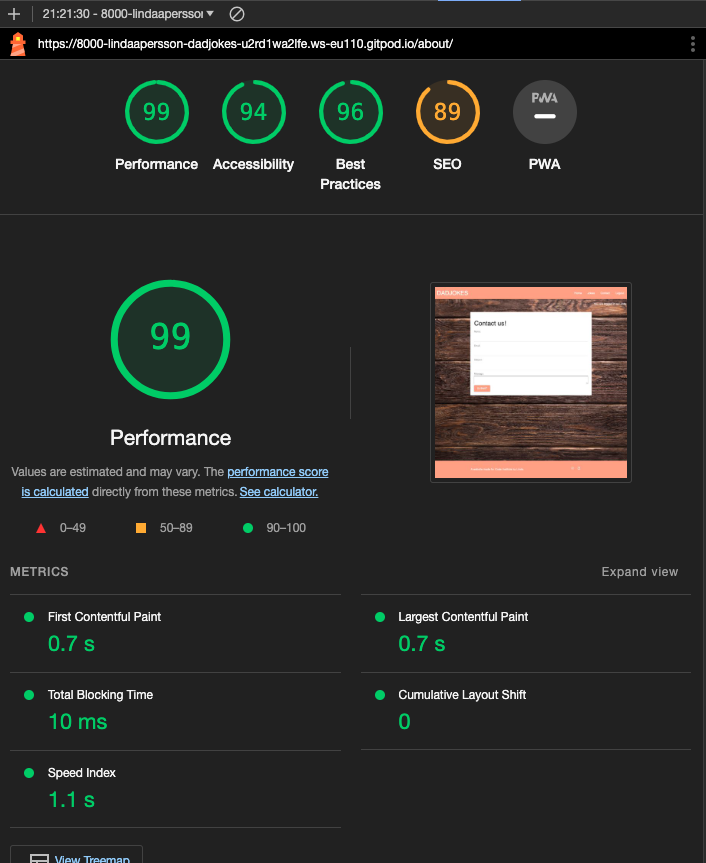 21:21:30 - 8000-lindaapersson
https://8000-lindaapersson-dadjokes-u2rd1wa2lfe.ws-eu110.gitpod.io/about/
99 94 96 89 PWA
Performance Accessibility Best Practices SEO PWA
99
DADJOKES
Contact us!
Performance
Values are estimated and may vary. The performance score
is calculated directly from these metrics. See calculator.
0–49 50–89 90–100
METRICS Expand view
First Contentful Paint Largest Contentful Paint
0.7 s 0.7 s
Total Blocking Time Cumulative Layout Shift
10 ms 0
Speed Index
1.1 s
View Treemap